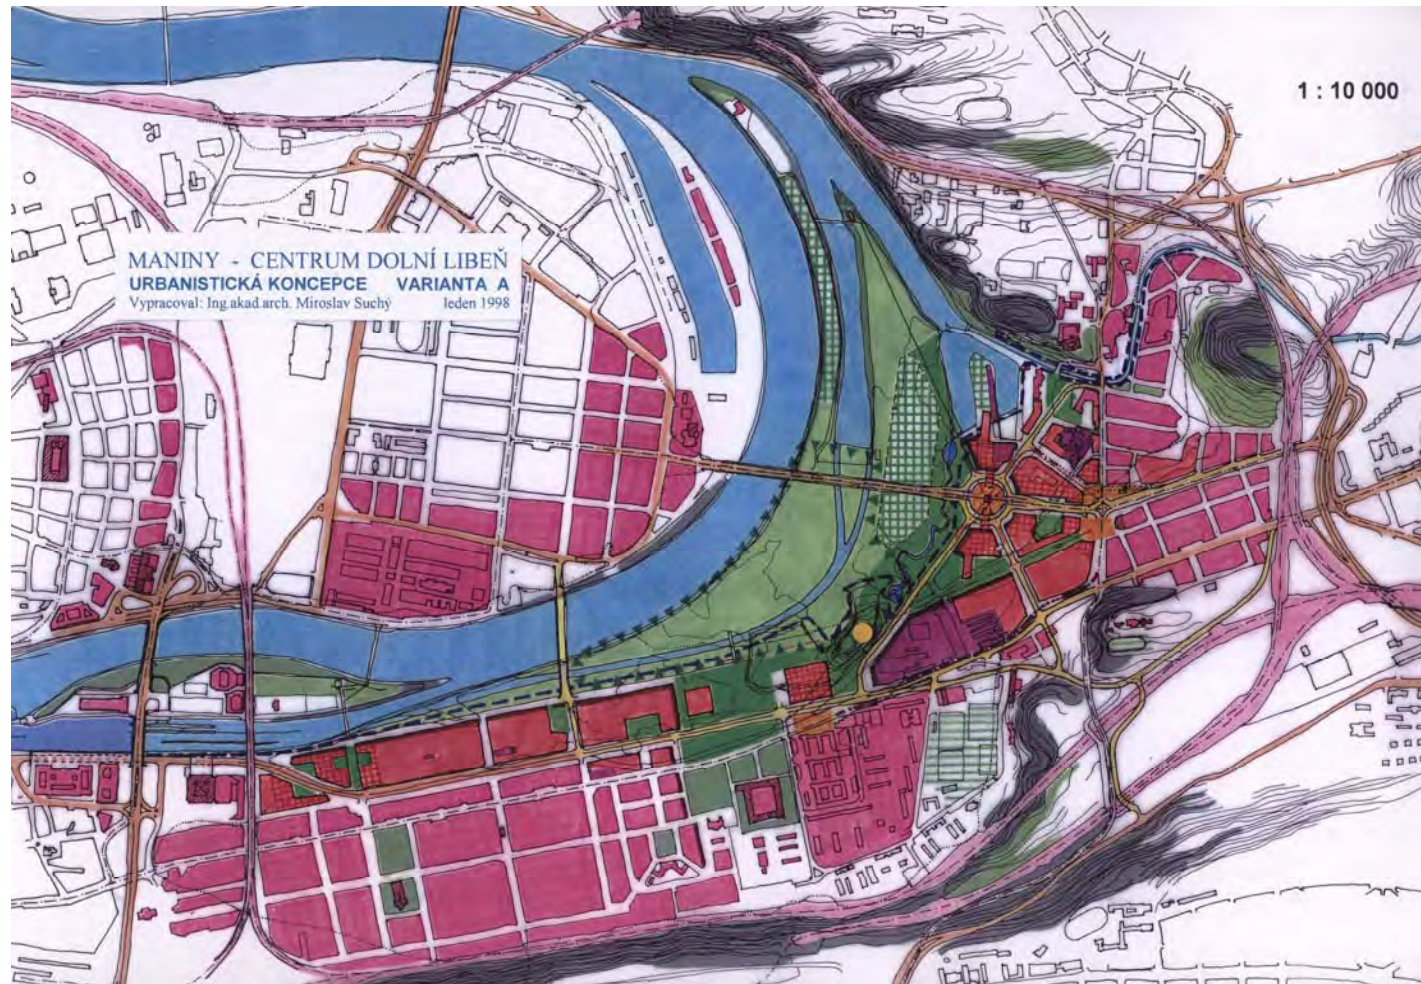 1 : 10 000
MANINY - CENTRUM DOLNÍ LIBEŇ
URBANISTICKÁ KONCEPCE VARIANTA A
Vypracoval: Ing.akad.arch. Miroslav Suchý leden 1998